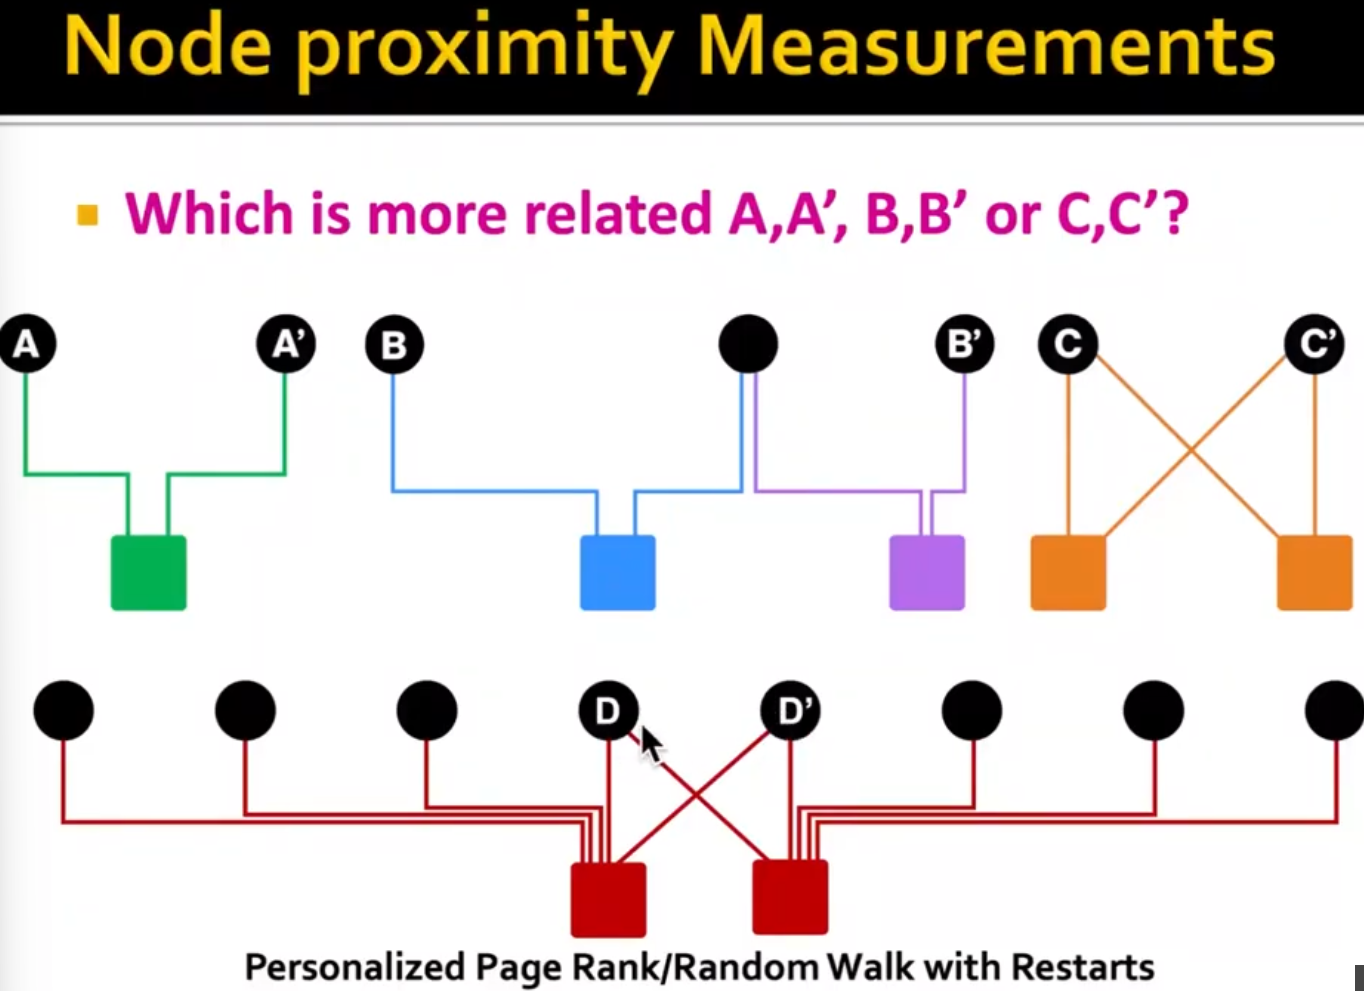 Node proximity Measurements
Which is more related A,A’, B,B’ or C,C’?
A A’ B B’ C C’
D D’
Personalized Page Rank/Random Walk with Restarts